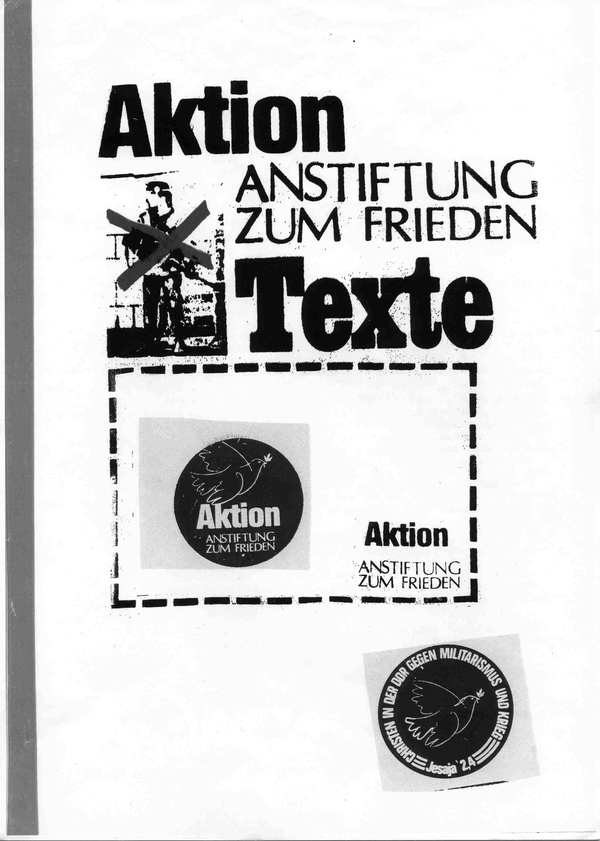 Aktion
ANSTIFTUNG
ZUM FRIEDEN
Texte
Aktion
ANSTIFTUNG
ZUM FRIEDEN
Aktion
ANSTIFTUNG
ZUM FRIEDEN
CHRISTEN IN DER DDR GEGEN MILITARISMUS UND KRIEG
Jesaja 2,4